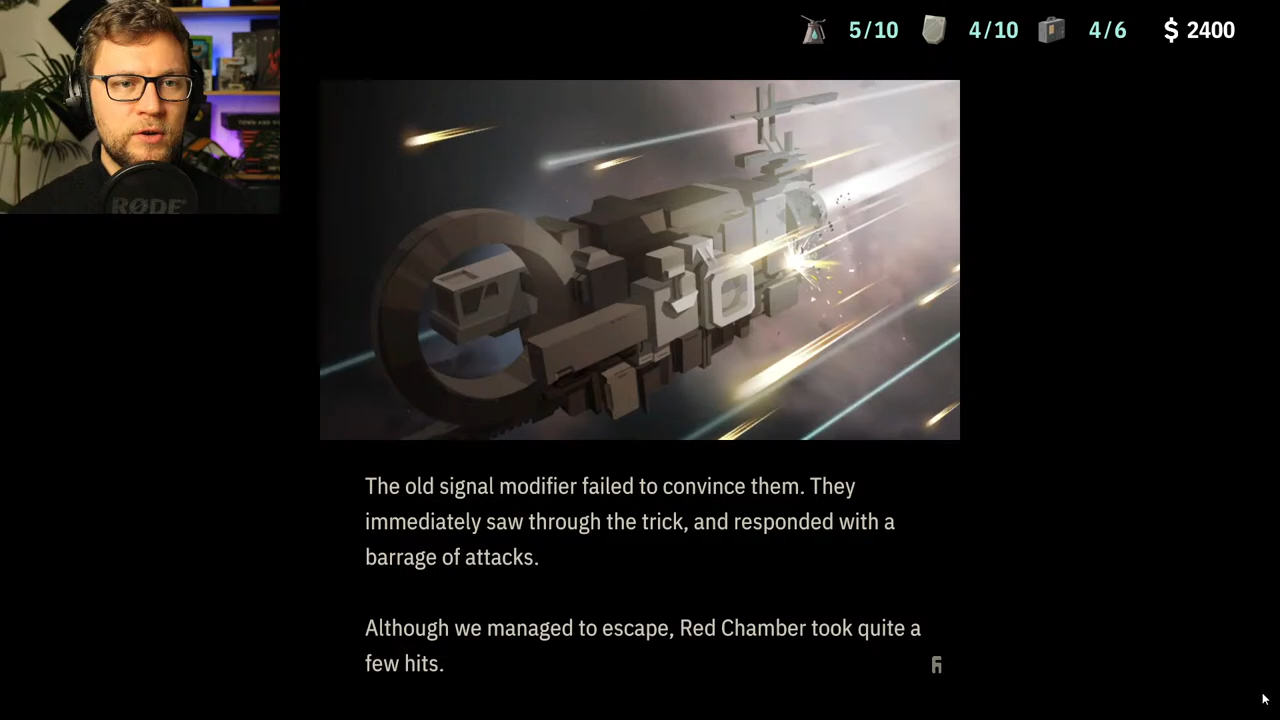 5/10 4/10 4/6 $ 2400
RØDE
The old signal modifier failed to convince them. They
immediately saw through the trick, and responded with a
barrage of attacks.
Although we managed to escape, Red Chamber took quite a
few hits.